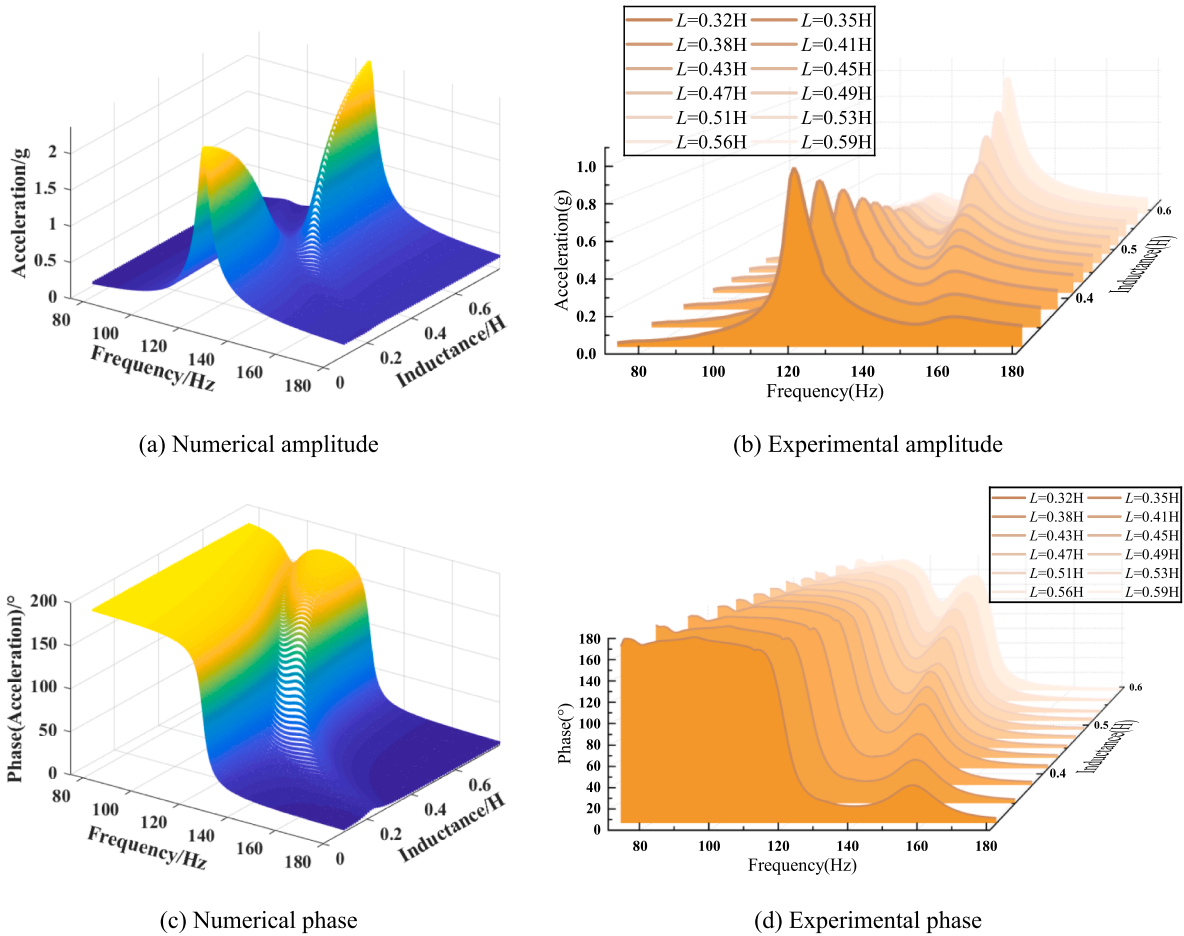 2
1.5
1
0.5
0
Acceleration/g
80
100
120
140
160
180
Frequency/Hz
0
0.2
0.4
0.6
Inductance/H
(a) Numerical amplitude
L=0.32H L=0.35H
L=0.38H L=0.41H
L=0.43H L=0.45H
L=0.47H L=0.49H
L=0.51H L=0.53H
L=0.56H L=0.59H
1.0
0.8
0.6
0.4
0.2
0.0
Acceleration(g)
80 100 120 140 160 180
Frequency(Hz)
0.4
0.5
0.6
Inductance(H)
(b) Experimental amplitude
200
150
100
50
0
Phase(Acceleration)/°
80
100
120
140
160
180
Frequency/Hz
0
0.2
0.4
0.6
Inductance/H
(c) Numerical phase
L=0.32H L=0.35H
L=0.38H L=0.41H
L=0.43H L=0.45H
L=0.47H L=0.49H
L=0.51H L=0.53H
L=0.56H L=0.59H
180
160
140
120
100
80
60
40
20
0
Phase(°)
80 100 120 140 160 180
Frequency(Hz)
0.4
0.5
0.6
Inductance(H)
(d) Experimental phase